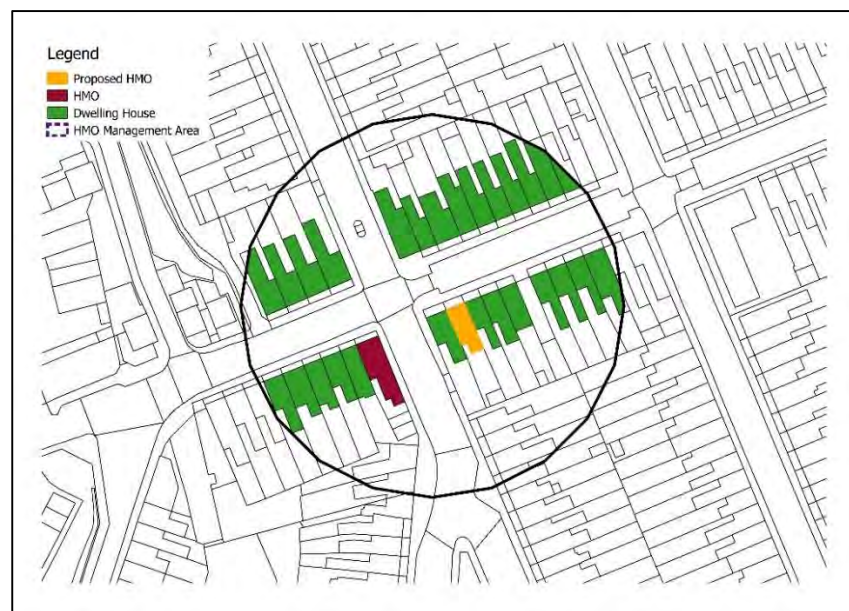 Legend
Proposed HMO
HMO
Dwelling House
HMO Management Area